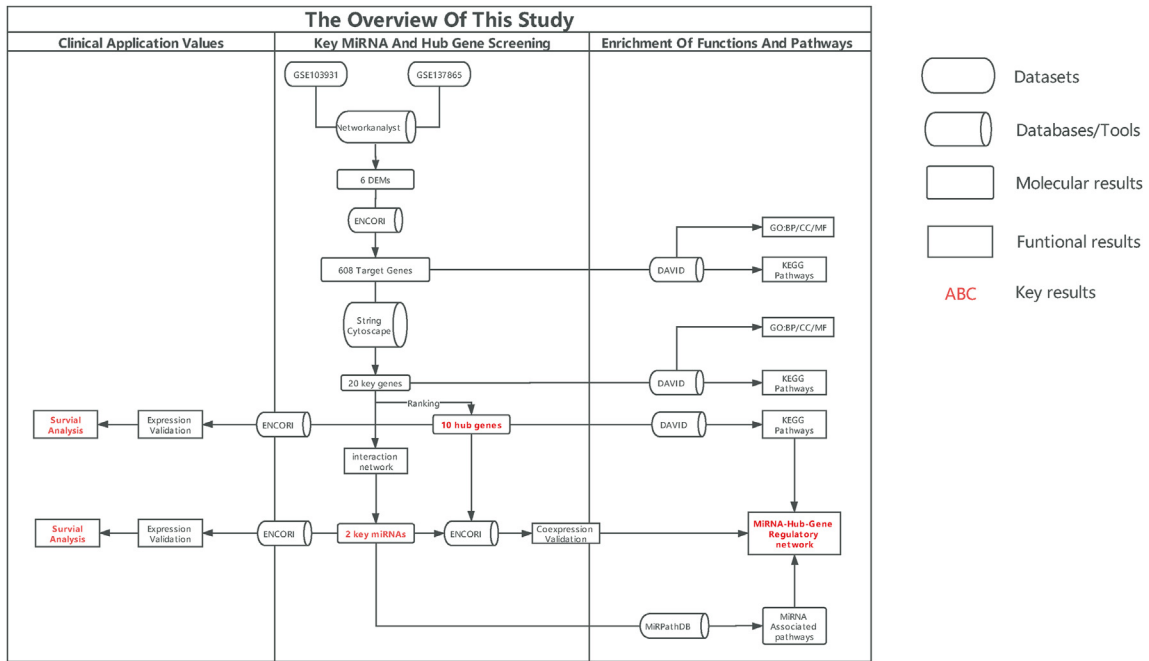 The Overview Of This Study
Clinical Application Values
Key MiRNA And Hub Gene Screening
Enrichment Of Functions And Pathways
GSE103931
GSE137865
Networkanalyst
6 DEMs
ENCORI
608 Target Genes
DAVID
GO:BP/CC/MF
KEGG
Pathways
String
Cytoscape
20 key genes
DAVID
GO:BP/CC/MF
KEGG
Pathways
Ranking
Survial
Analysis
Expression
Validation
ENCORI
10 hub genes
DAVID
KEGG
Pathways
interaction
network
Survial
Analysis
Expression
Validation
ENCORI
2 key miRNAs
ENCORI
Coexpression
Validation
MiRNA-Hub-Gene
Regulatory
network
MiRPathDB
MiRNA
Associated
pathways
Datasets
Databases/Tools
Molecular results
Funtional results
ABC
Key results